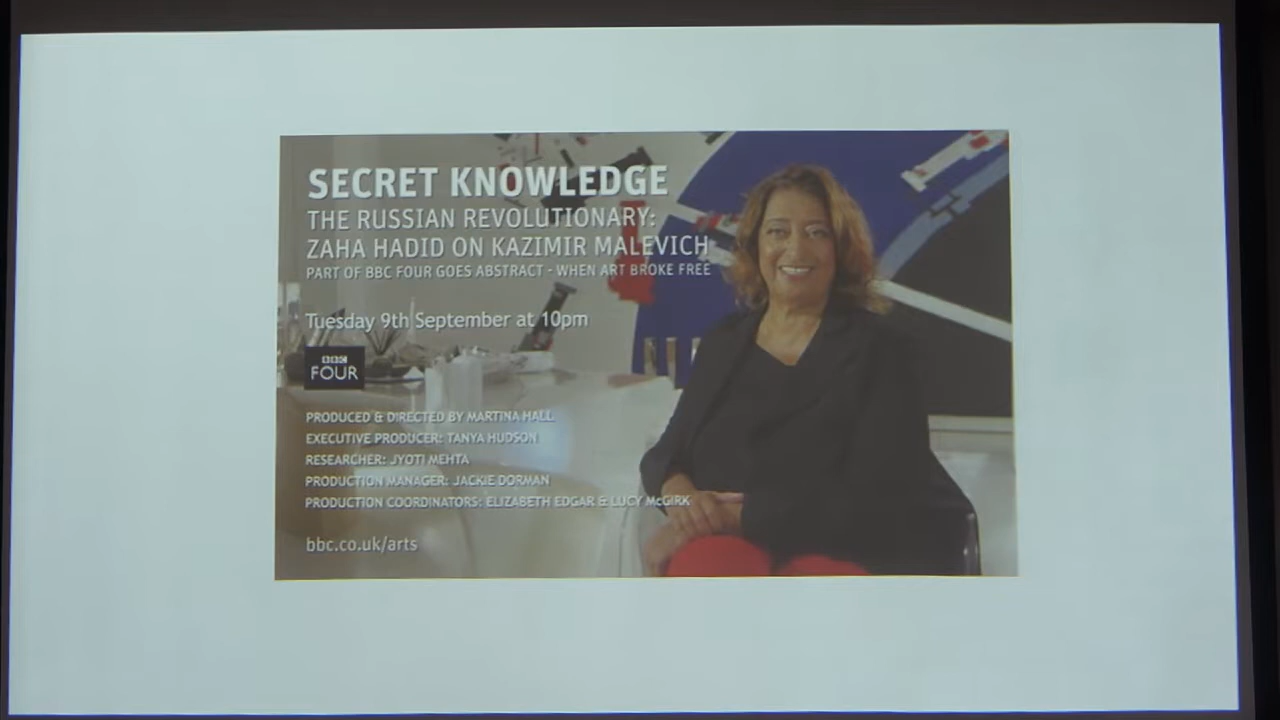 SECRET KNOWLEDGE
THE RUSSIAN REVOLUTIONARY:
ZAHA HADID ON KAZIMIR MALEVICH
PART OF BBC FOUR GOES ABSTRACT - WHEN ART BROKE FREE
Tuesday 9th September at 10pm
BBC
FOUR
PRODUCED & DIRECTED BY MARTINA HALL
EXECUTIVE PRODUCER: TANYA HUDSON
RESEARCHER: JYOTI MEHTA
PRODUCTION MANAGER: JACKIE DORMAN
PRODUCTION COORDINATORS: ELIZABETH EDGAR & LUCY McGIRK
bbc.co.uk/arts